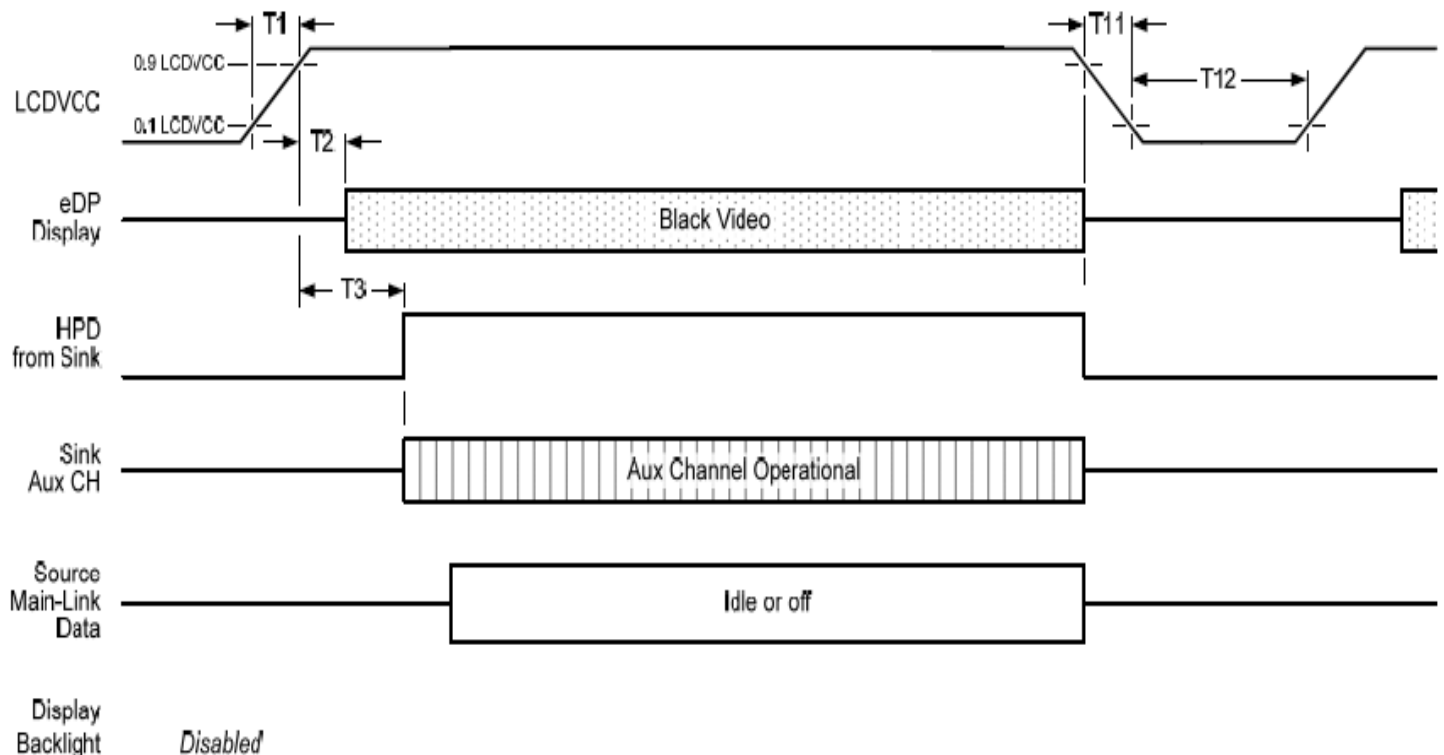 T1
T11
0.9 LCDVCC
LCDVCC
T12
0.1 LCDVCC
T2
eDP
Display
Black Video
T3
HPD
from Sink
Sink
Aux CH
Aux Channel Operational
Source
Main-Link
Data
Idle or off
Display
Backlight
Disabled